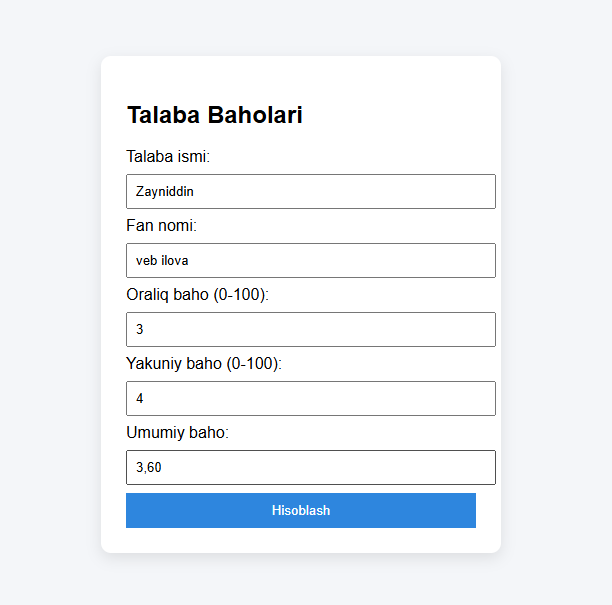 Talaba Baholari
Talaba ismi:
Zayniddin
Fan nomi:
veb ilova
Oraliq baho (0-100):
3
Yakuniy baho (0-100):
4
Umumiy baho:
3,60
Hisoblash